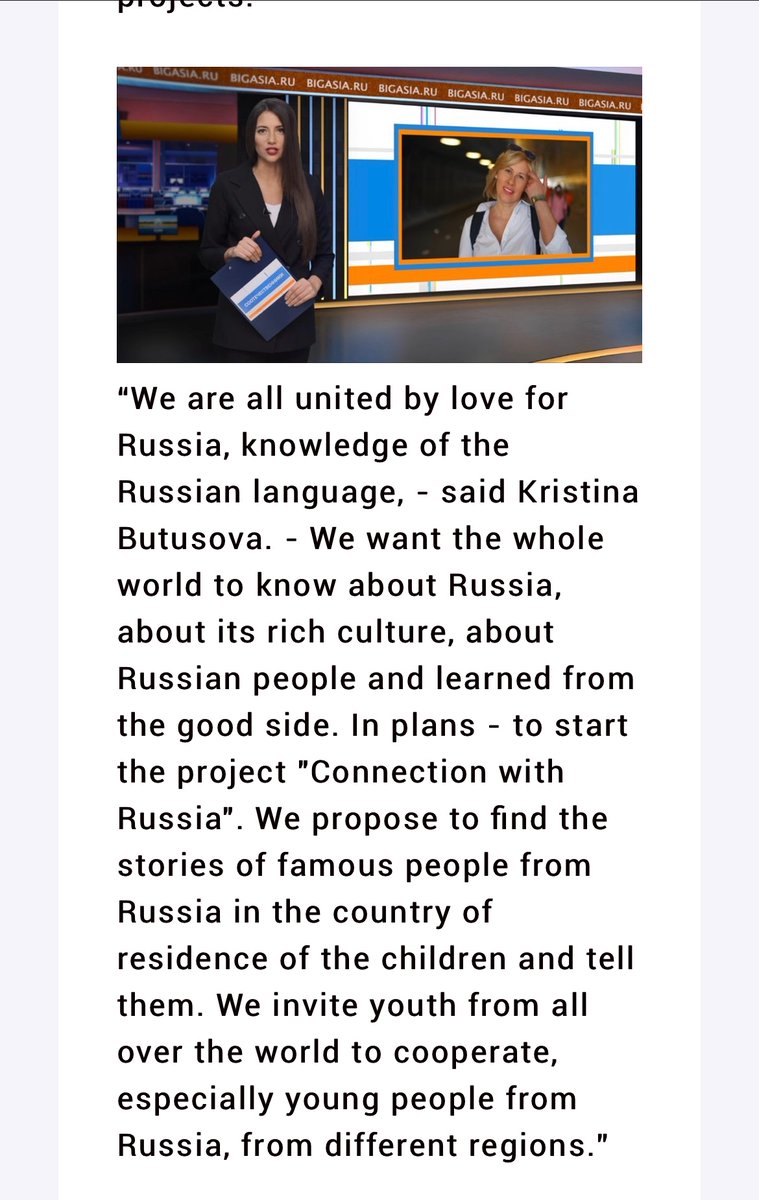 projects.
BIGASIA.RU BIGASIA.RU BIGASIA.RU BIGASIA.RU BIGASIA.RU BIGASIA.RU BIGASIA.RU
СООТЕЧЕСТВЕННИКИ
“We are all united by love for
Russia, knowledge of the
Russian language, - said Kristina
Butusova. - We want the whole
world to know about Russia,
about its rich culture, about
Russian people and learned from
the good side. In plans - to start
the project "Connection with
Russia". We propose to find the
stories of famous people from
Russia in the country of
residence of the children and tell
them. We invite youth from all
over the world to cooperate,
especially young people from
Russia, from different regions."